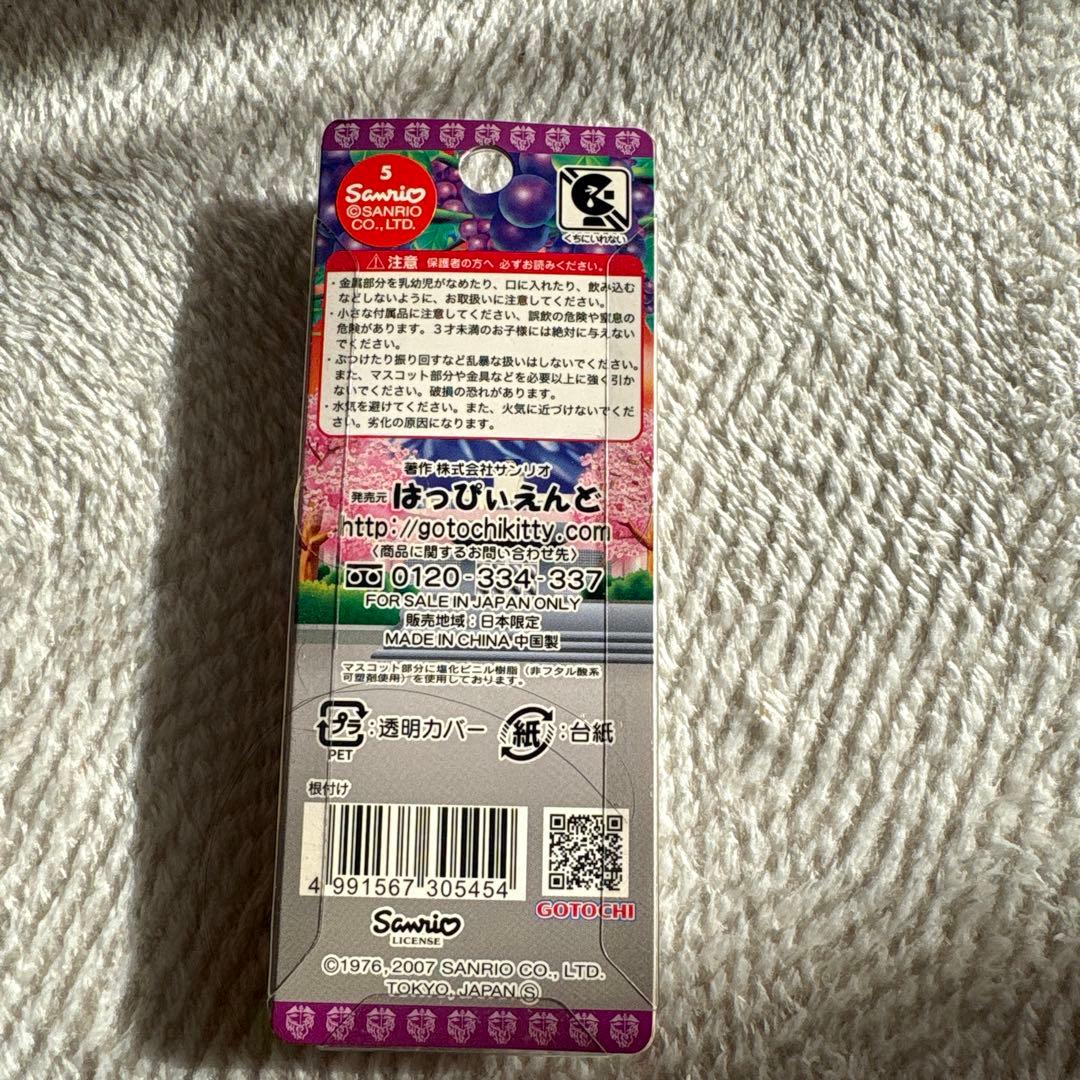 5
Sanrio
©SANRIO
CO., LTD.
くちにいれない
注意 保護者の方へ 必ずお読みください。
・金属部分を乳幼児がなめたり、口に入れたり、飲み込む
などしないように、お取扱いに注意してください。
・小さな付属品に注意してください、誤飲の危険や窒息の
危険があります。3才未満のお子様には絶対に与えない
でください。
・ぶつけたり振り回すなど乱暴な扱いはしないでください。
また、マスコット部分や金具などを必要以上に強く引か
ないでください。破損の恐れがあります。
・水気を避けてください。また、火気に近づけないでくだ
さい。劣化の原因になります。
著作 株式会社サンリオ
発売元 はっぴぃえんど
http://gotochikitty.com
〈商品に関するお問い合わせ先〉
0120-334-337
FOR SALE IN JAPAN ONLY
販売地域:日本限定
MADE IN CHINA 中国製
マスコット部分に塩化ビニル樹脂（非フタル酸系
可塑剤使用）を使用しております。
プラ:透明カバー 紙:台紙
PET
根付け
4 991567 305454
GOTOCHI
Sanrio
LICENSE
©1976, 2007 SANRIO CO., LTD.
TOKYO, JAPAN Ⓢ